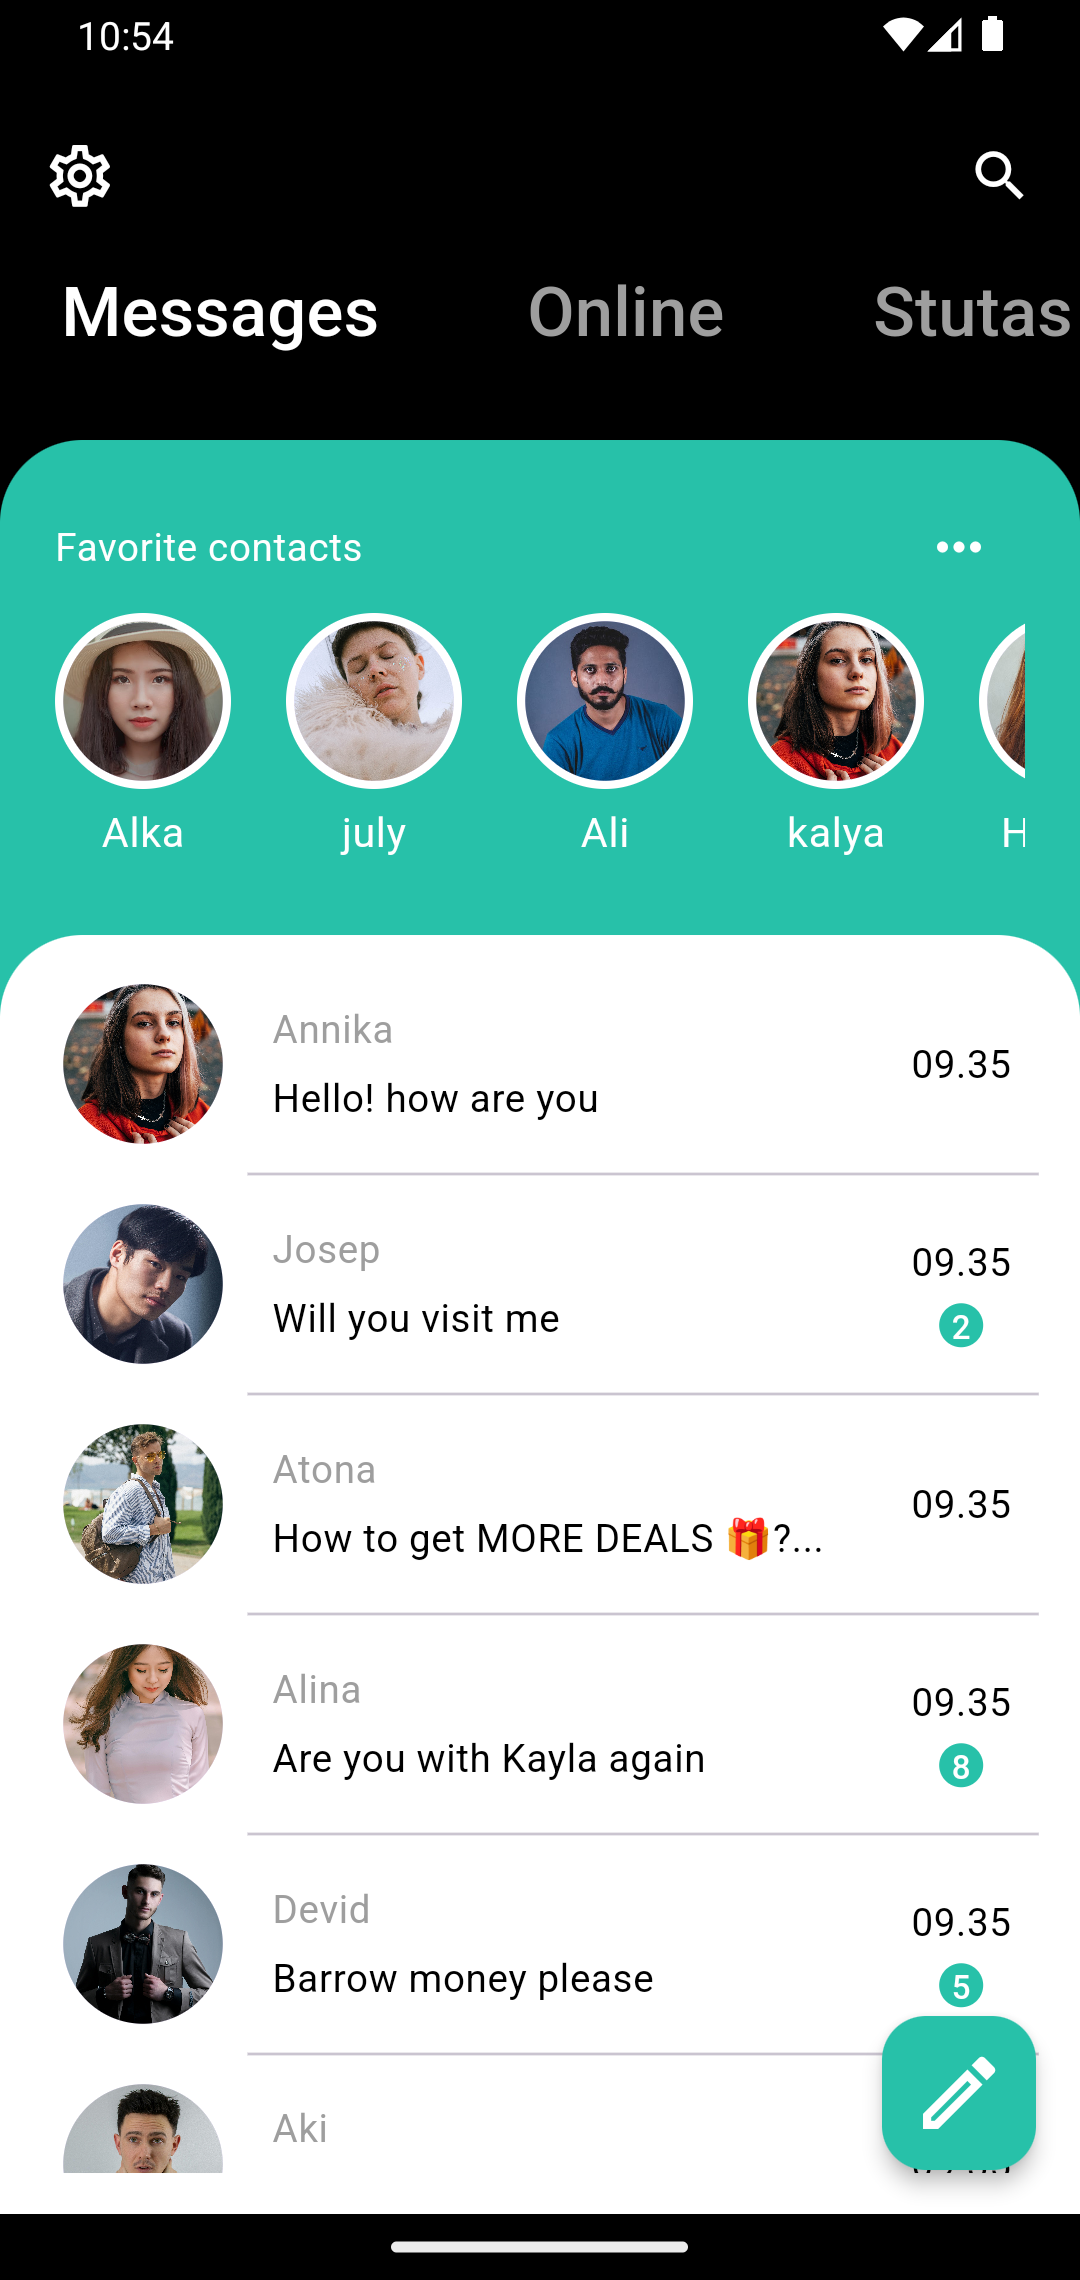 10:54
Messages Online Stutas
Favorite contacts
Alka july Ali kalya H
Annika
09.35
Hello! how are you
Josep
09.35
Will you visit me
2
Atona
09.35
How to get MORE DEALS 🎁?...
Alina
09.35
Are you with Kayla again
8
Devid
09.35
Barrow money please
5
Aki